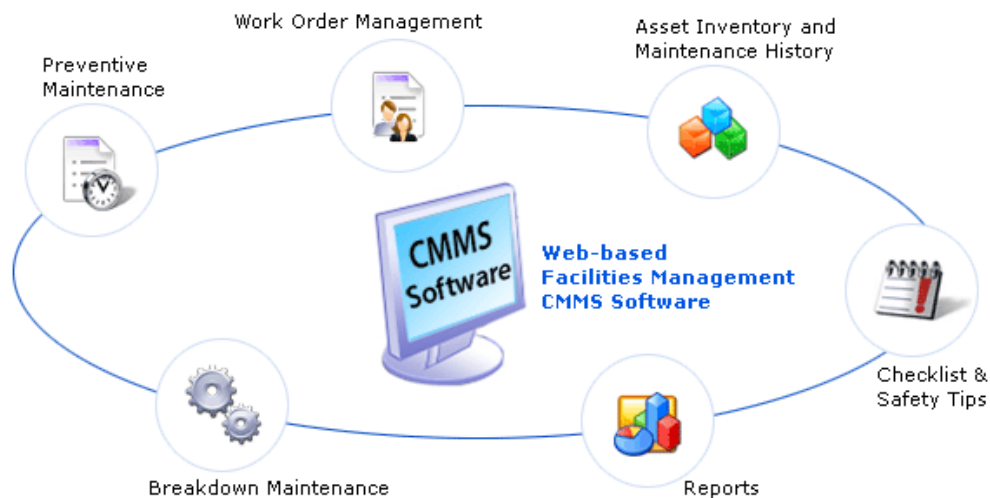 Work Order Management
Asset Inventory and
Maintenance History
Preventive
Maintenance
CMMS
Software
Web-based
Facilities Management
CMMS Software
Checklist &
Safety Tips
Breakdown Maintenance
Reports